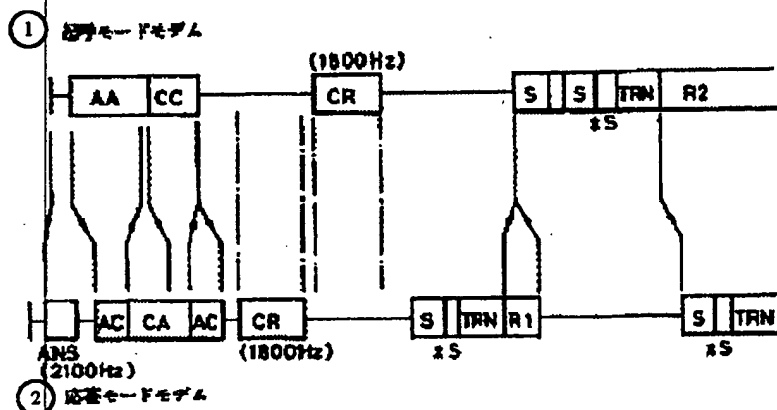 ① 起呼モードモデム
(1800Hz)
AA CC CR S S TRN R2
※S
AC CA AC CR S TRN R1 S TRN
ANS (1800Hz) ※S ※S
(2100Hz)
② 応答モードモデム